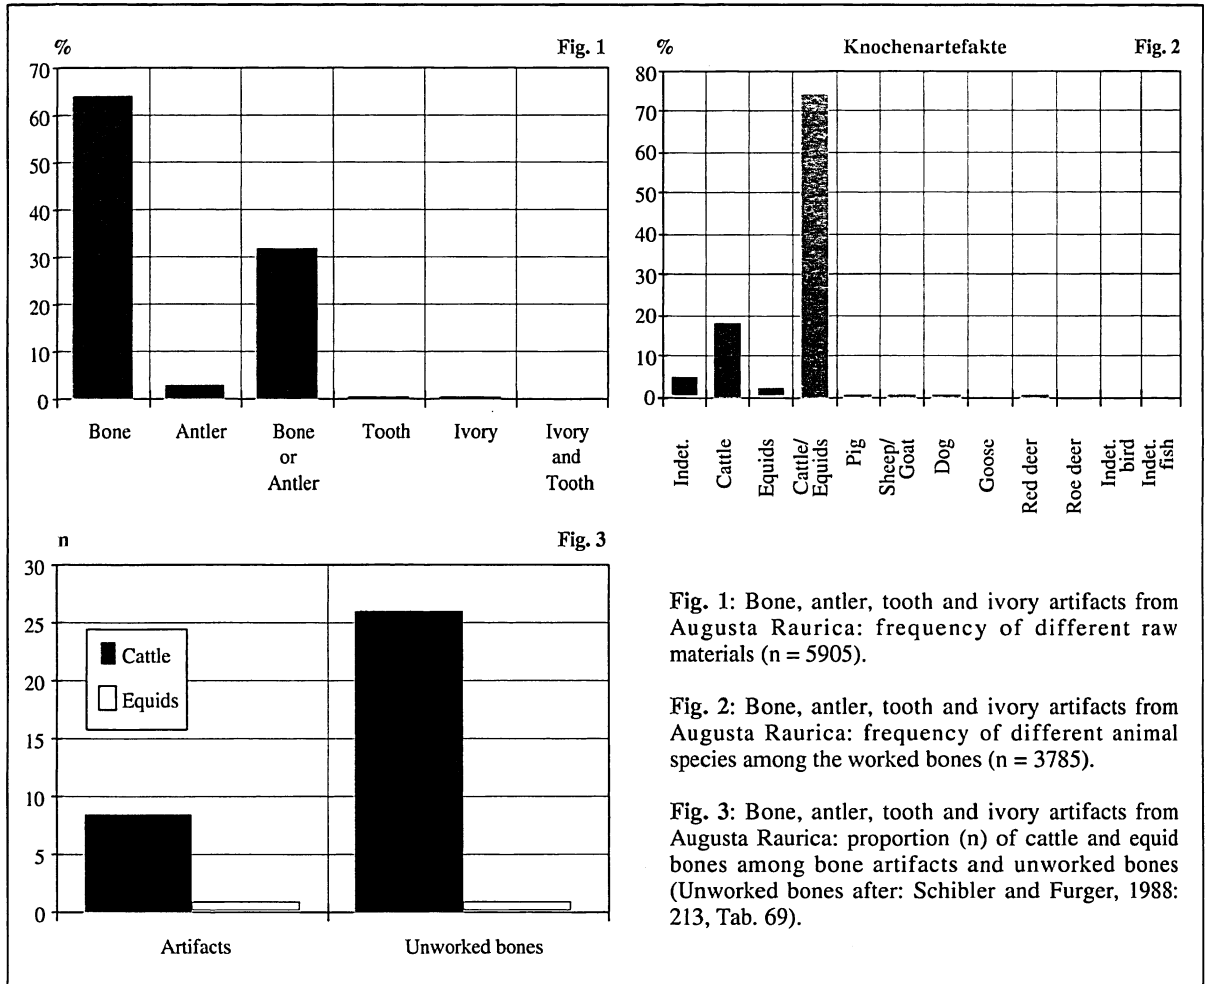 % Fig. 1
70
60
50
40
30
20
10
0
Bone Antler Bone or Antler Tooth Ivory Ivory and Tooth
% Knochenartefakte Fig. 2
80
70
60
50
40
30
20
10
0
Indet.
Cattle
Equids
Cattle/
Equids
Pig
Sheep/
Goat
Dog
Goose
Red deer
Roe deer
Indet.
bird
Indet.
fish
n Fig. 3
30
25
20
15
10
5
0
Cattle
Equids
Artifacts Unworked bones
Fig. 1: Bone, antler, tooth and ivory artifacts from
Augusta Raurica: frequency of different raw
materials (n = 5905).
Fig. 2: Bone, antler, tooth and ivory artifacts from
Augusta Raurica: frequency of different animal
species among the worked bones (n = 3785).
Fig. 3: Bone, antler, tooth and ivory artifacts from
Augusta Raurica: proportion (n) of cattle and equid
bones among bone artifacts and unworked bones
(Unworked bones after: Schibler and Furger, 1988:
213, Tab. 69).